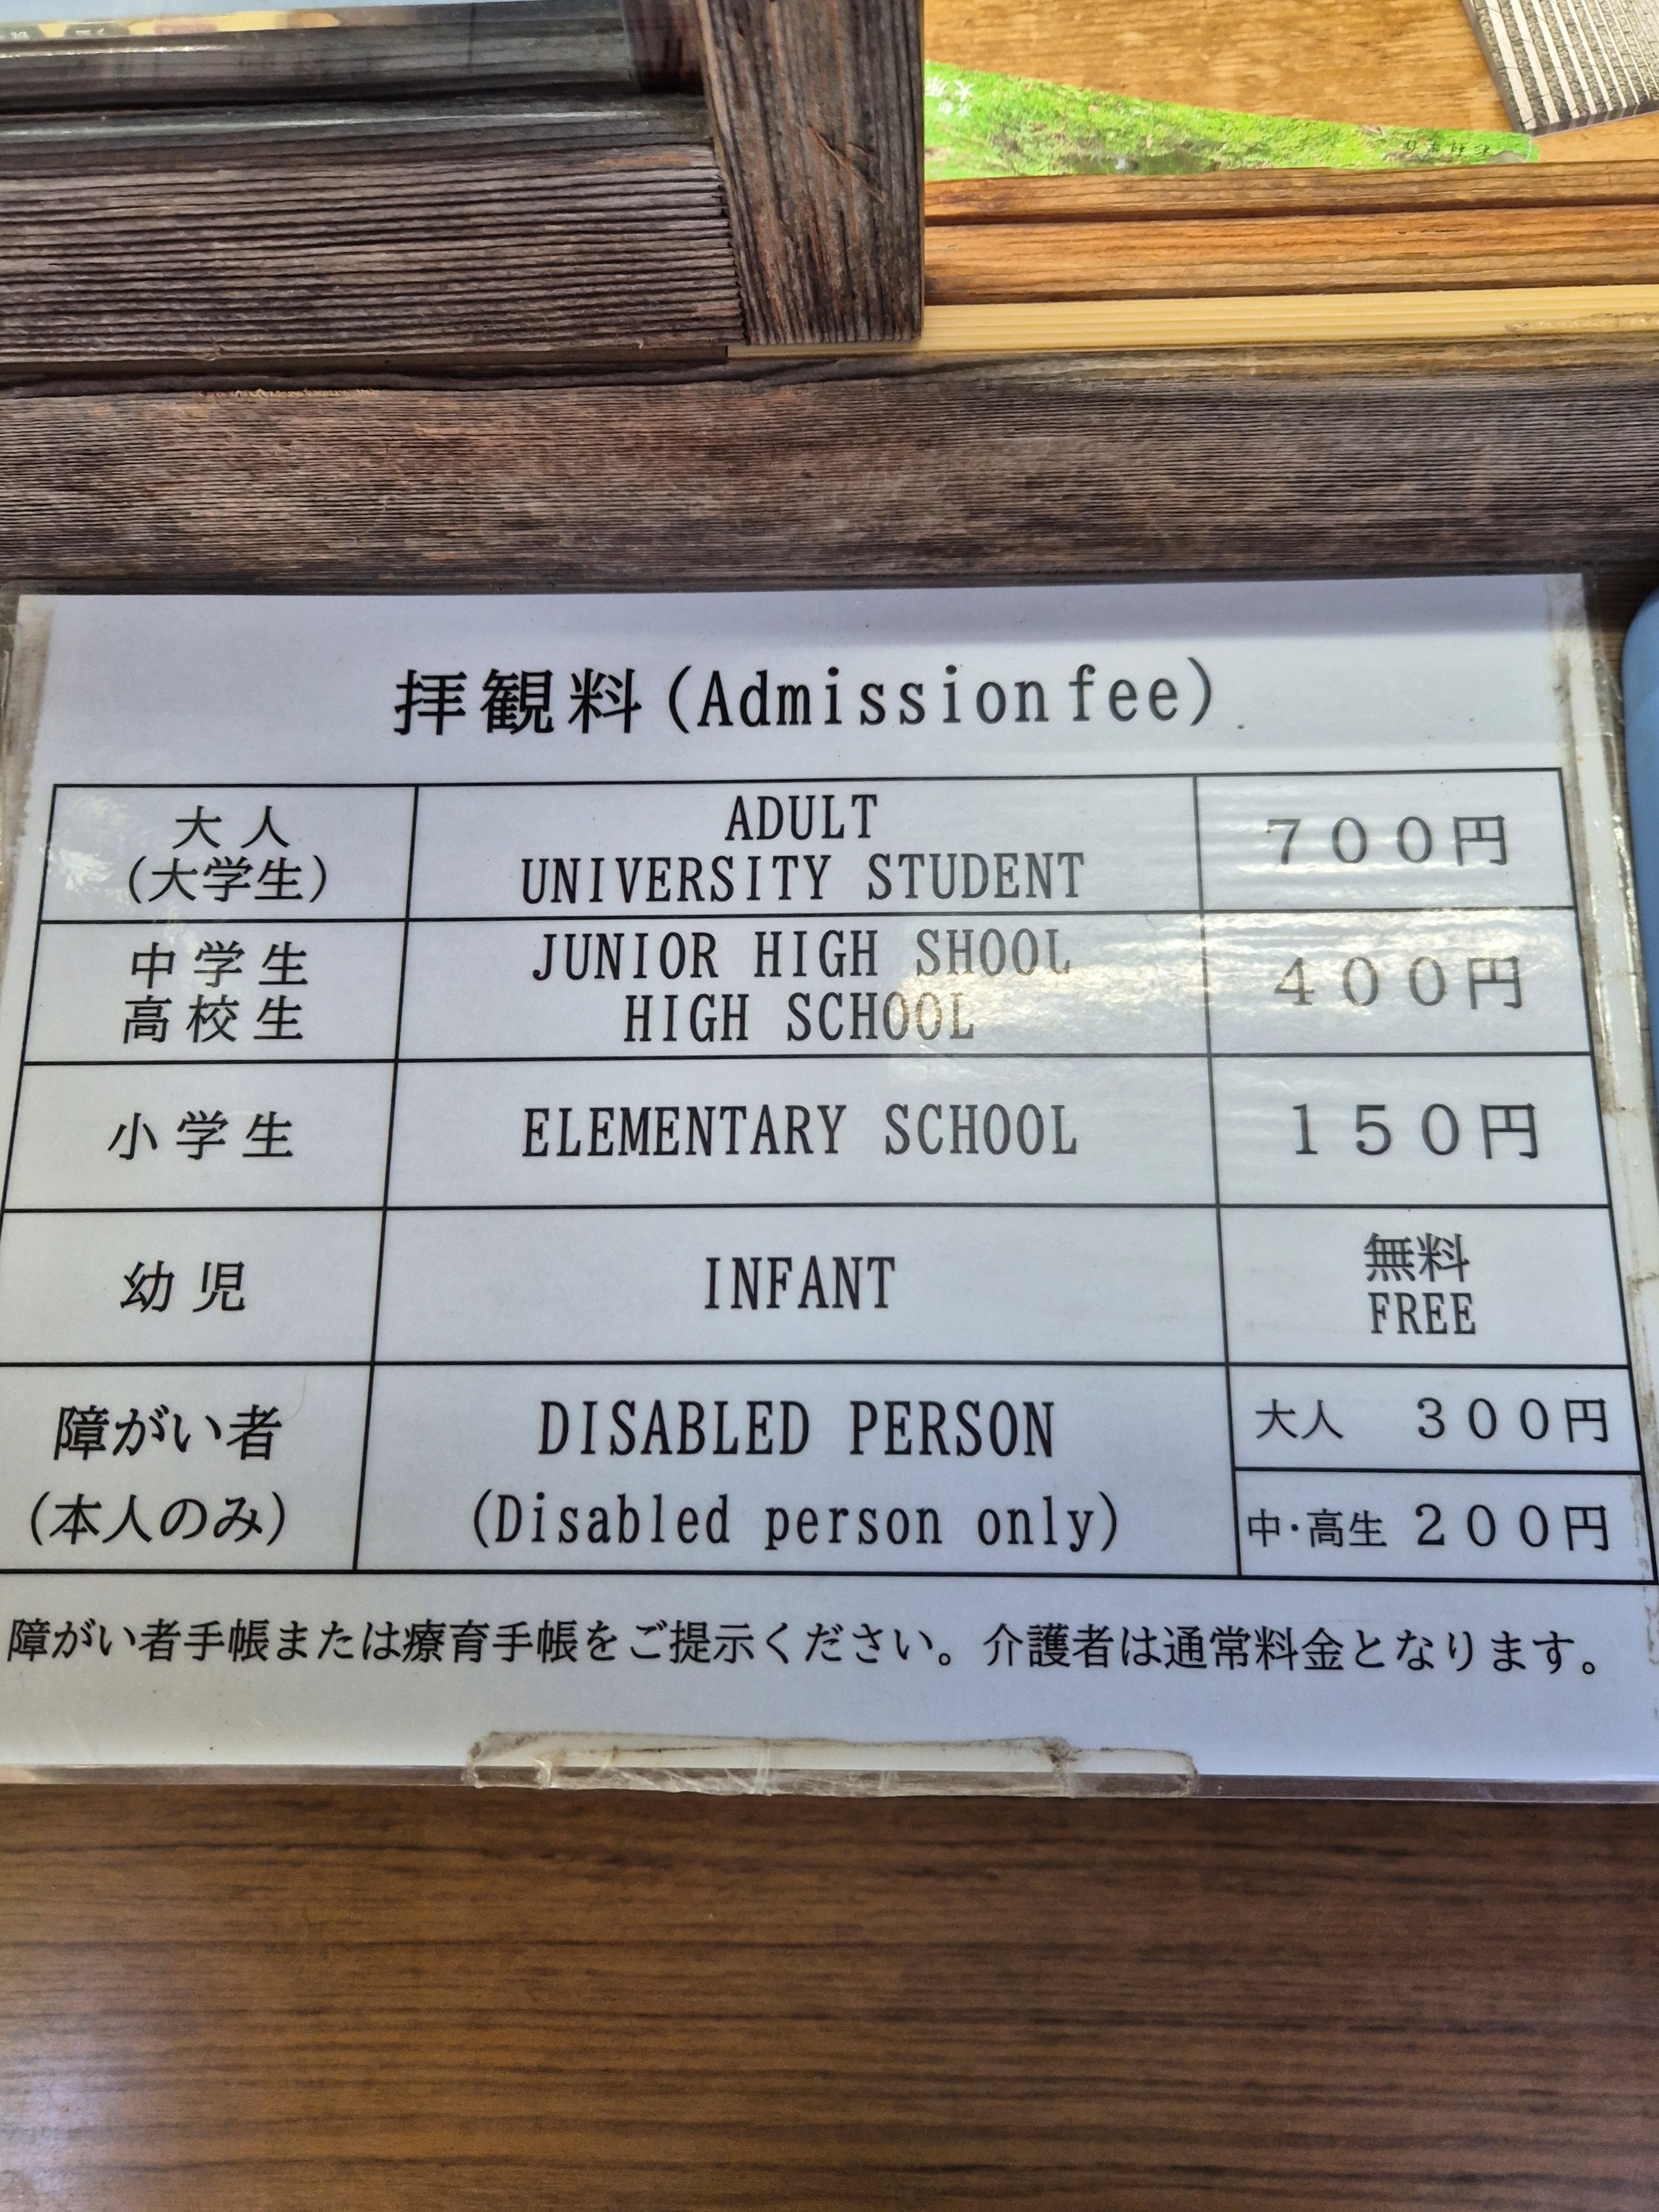 拝観料(Admission fee)
大人
(大学生)
ADULT
UNIVERSITY STUDENT
700円
中学生
高校生
JUNIOR HIGH SHOOL
HIGH SCHOOL
400円
小学生
ELEMENTARY SCHOOL
150円
幼児
INFANT
無料
FREE
障がい者
(本人のみ)
DISABLED PERSON
(Disabled person only)
大人 300円
中・高生 200円
障がい者手帳または療育手帳をご提示ください。介護者は通常料金となります。